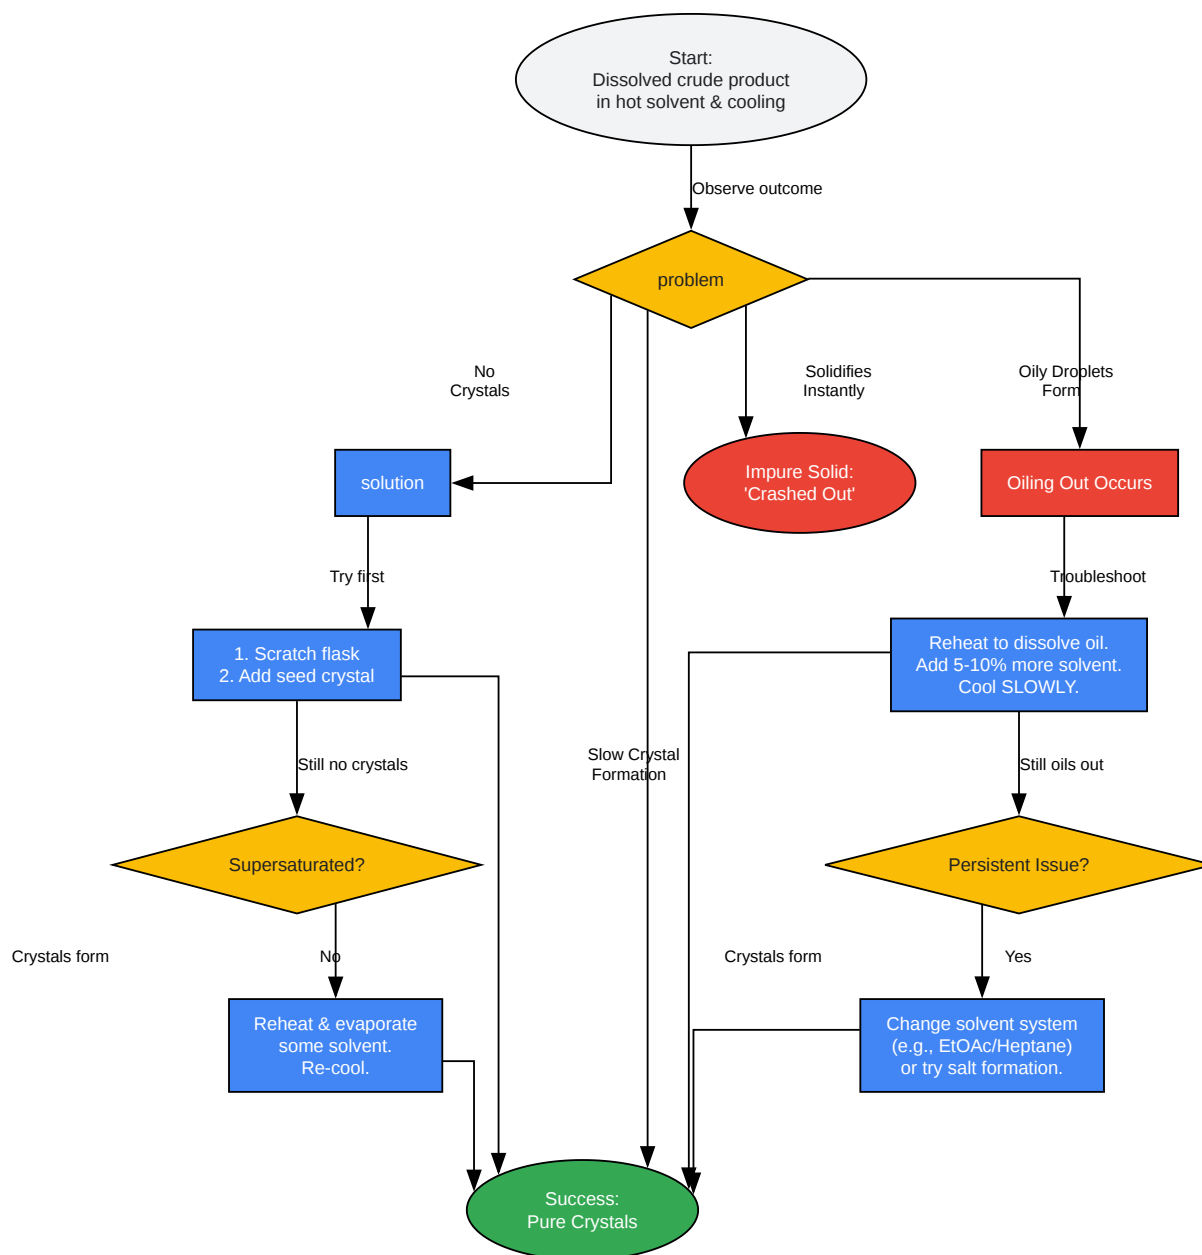 Start:
Dissolved crude product
in hot solvent & cooling
Observe outcome
problem
No
Crystals
Solidifies
Instantly
Oily Droplets
Form
solution
Impure Solid:
'Crashed Out'
Oiling Out Occurs
Try first
Troubleshoot
1. Scratch flask
2. Add seed crystal
Reheat to dissolve oil.
Add 5-10% more solvent.
Cool SLOWLY.
Still no crystals
Slow Crystal
Formation
Still oils out
Supersaturated?
Persistent Issue?
Crystals form
No
Crystals form
Yes
Reheat & evaporate
some solvent.
Re-cool.
Change solvent system
(e.g., EtOAc/Heptane)
or try salt formation.
Success:
Pure Crystals